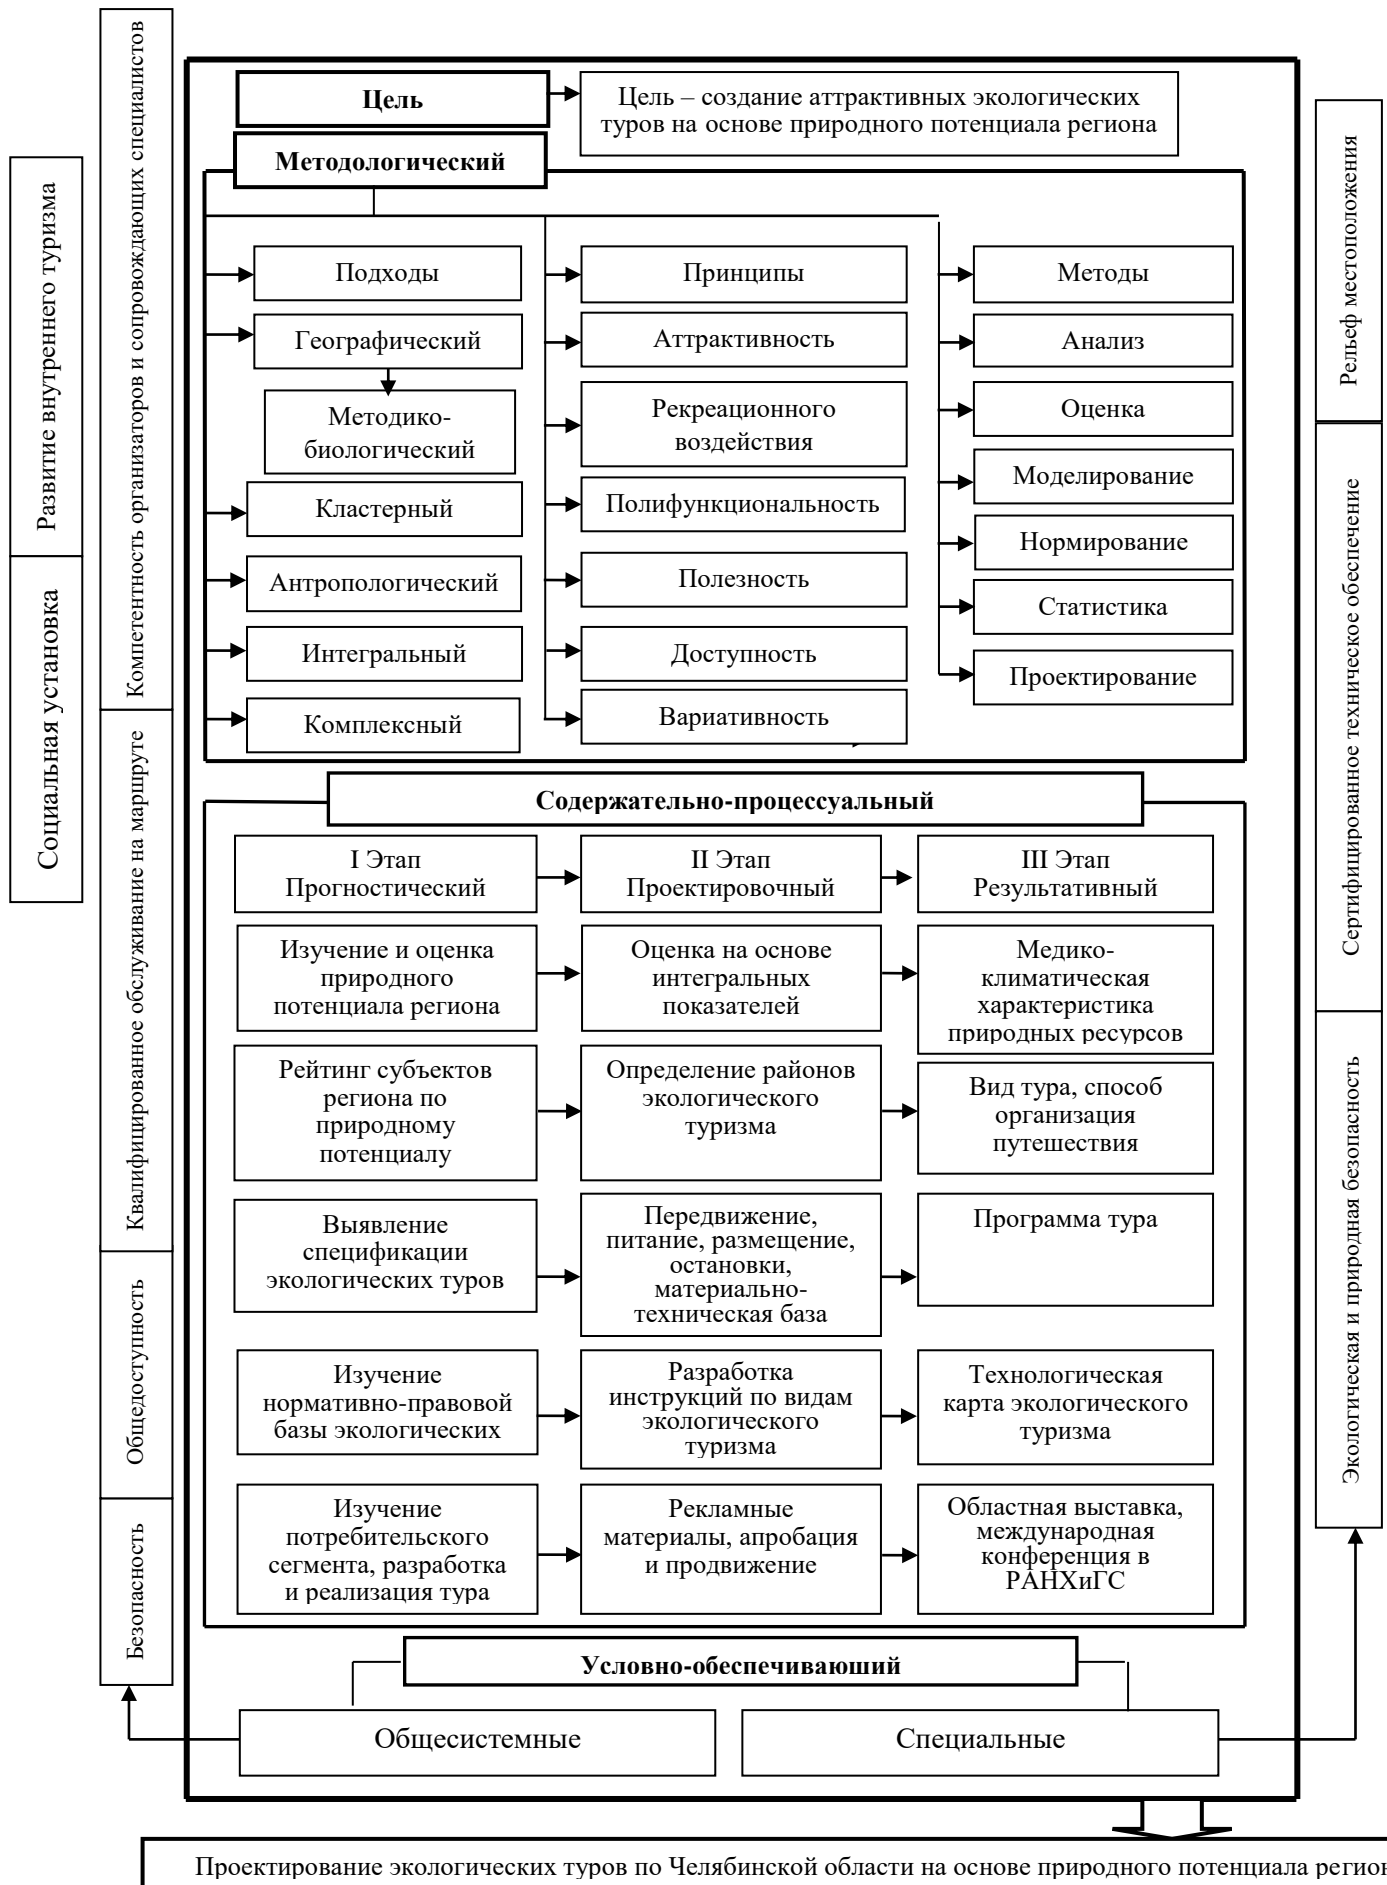 Цель
Цель – создание аттрактивных экологических
туров на основе природного потенциала региона
Методологический
Подходы
Географический
Методико-
биологический
Кластерный
Антропологический
Интегральный
Комплексный
Принципы
Аттрактивность
Рекреационного
воздействия
Полифункциональность
Полезность
Доступность
Вариативность
Методы
Анализ
Оценка
Моделирование
Нормирование
Статистика
Проектирование
Содержательно-процессуальный
I Этап
Прогностический
II Этап
Проектировочный
III Этап
Результативный
Изучение и оценка
природного
потенциала региона
Оценка на основе
интегральных
показателей
Медико-
климатическая
характеристика
природных ресурсов
Рейтинг субъектов
региона по
природному
потенциалу
Определение районов
экологического
туризма
Вид тура, способ
организация
путешествия
Выявление
спецификации
экологических туров
Передвижение,
питание, размещение,
остановки,
материально-
техническая база
Программа тура
Изучение
нормативно-правовой
базы экологических
Разработка
инструкций по видам
экологического
туризма
Технологическая
карта экологического
туризма
Изучение
потребительского
сегмента, разработка
и реализация тура
Рекламные
материалы, апробация
и продвижение
Областная выставка,
международная
конференция в
РАНХиГС
Условно-обеспечиваюший
Общесистемные
Специальные
Развитие внутреннего туризма
Социальная установка
Компетентность организаторов и сопровождающих специалистов
Квалифицированное обслуживание на маршруте
Общедоступность
Безопасность
Рельеф местоположения
Сертифицированное техническое обеспечение
Экологическая и природная безопасность
Проектирование экологических туров по Челябинской области на основе природного потенциала регион